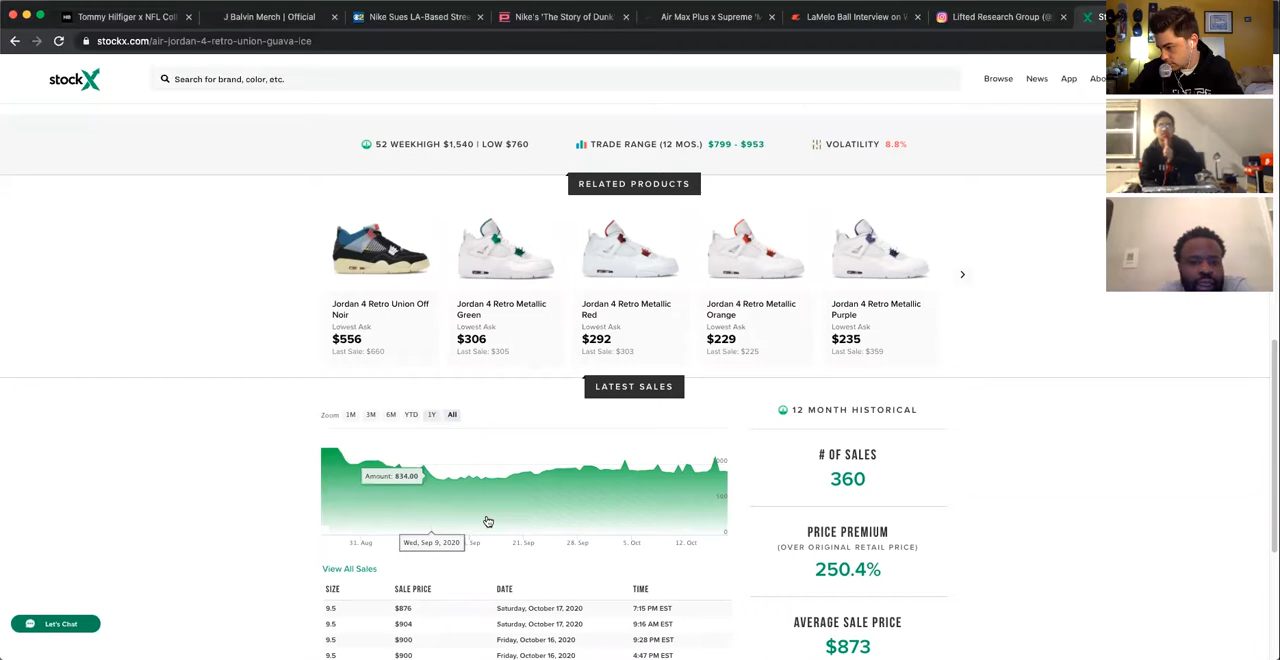 Tommy Hilfiger x NFL Coll
J Balvin Merch | Official
Nike Sues LA-Based Stree
Nike's 'The Story of Dunk'
Air Max Plus x Supreme 'M
LaMelo Ball Interview on W
Lifted Research Group (@
St
stockx.com/air-jordan-4-retro-union-guava-ice
stockX
Search for brand, color, etc.
Browse
News
App
Abo
52 WEEKHIGH $1,540 | LOW $760
TRADE RANGE (12 MOS.) $799 - $953
VOLATILITY 8.8%
RELATED PRODUCTS
Jordan 4 Retro Union Off
Noir
Lowest Ask
$556
Last Sale: $660
Jordan 4 Retro Metallic
Green
Lowest Ask
$306
Last Sale: $305
Jordan 4 Retro Metallic
Red
Lowest Ask
$292
Last Sale: $303
Jordan 4 Retro Metallic
Orange
Lowest Ask
$229
Last Sale: $225
Jordan 4 Retro Metallic
Purple
Lowest Ask
$235
Last Sale: $359
LATEST SALES
Zoom 1M 3M 6M YTD 1Y All
Amount: 834.00
000
500
0
31. Aug
Wed, Sep 9, 2020
. Sep
21. Sep
28. Sep
5. Oct
12. Oct
View All Sales
SIZE SALE PRICE DATE TIME
9.5 $876 Saturday, October 17, 2020 7:15 PM EST
9.5 $904 Saturday, October 17, 2020 9:16 AM EST
9.5 $900 Friday, October 16, 2020 9:28 PM EST
9.5 $900 Friday, October 16, 2020 4:47 PM EST
12 MONTH HISTORICAL
# OF SALES
360
PRICE PREMIUM
(OVER ORIGINAL RETAIL PRICE)
250.4%
AVERAGE SALE PRICE
$873
Let's Chat